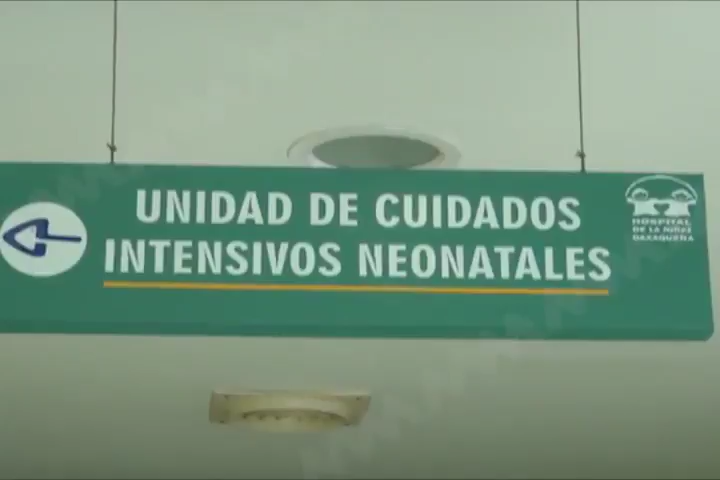 UNIDAD DE CUIDADOS
INTENSIVOS NEONATALES
HOSPITAL
DE LA NIÑEZ
OAXAQUEÑA